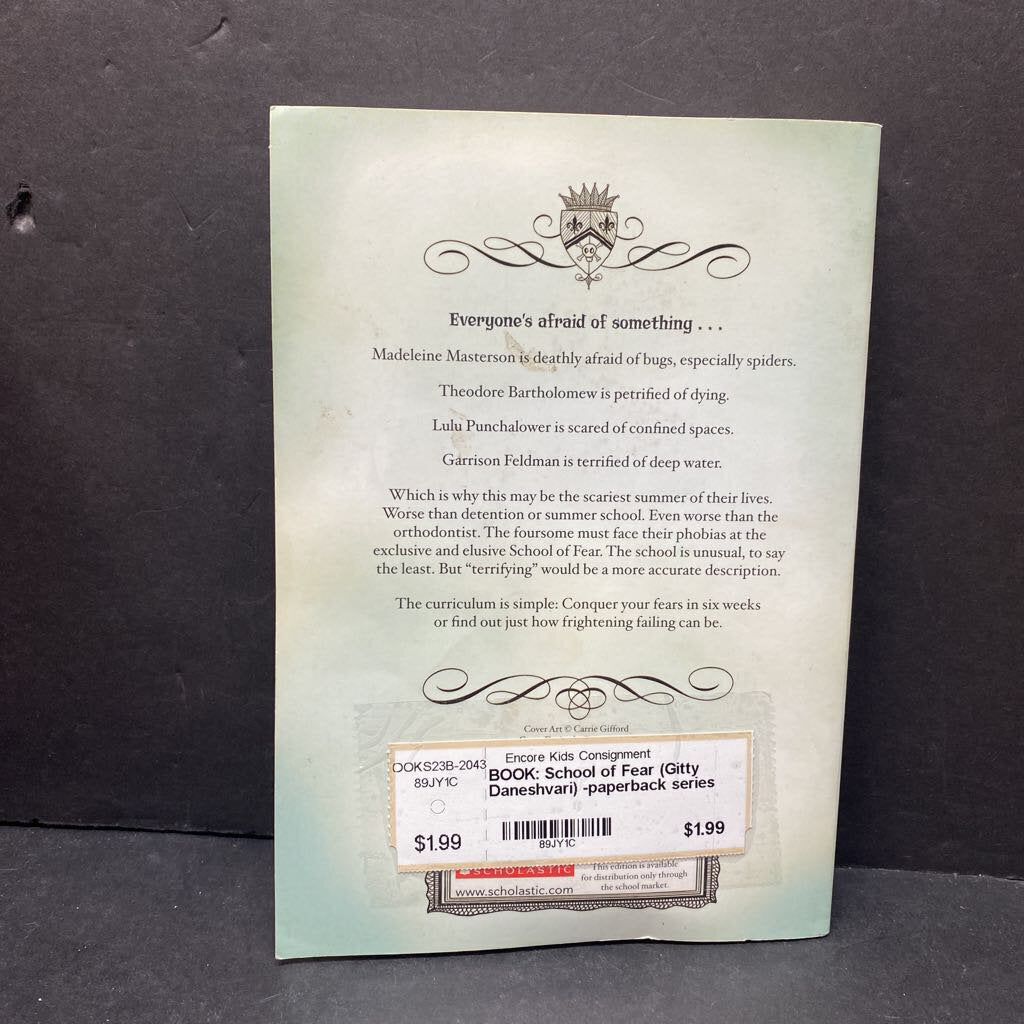 Everyone's afraid of something . . .
Madeleine Masterson is deathly afraid of bugs, especially spiders.
Theodore Bartholomew is petrified of dying.
Lulu Punchalower is scared of confined spaces.
Garrison Feldman is terrified of deep water.
Which is why this may be the scariest summer of their lives.
Worse than detention or summer school. Even worse than the
orthodontist. The foursome must face their phobias at the
exclusive and elusive School of Fear. The school is unusual, to say
the least. But “terrifying” would be a more accurate description.
The curriculum is simple: Conquer your fears in six weeks
or find out just how frightening failing can be.
Cover Art © Carrie Gifford
OOKS23B-2043
89JY1C
$1.99
Encore Kids Consignment
BOOK: School of Fear (Gitty
Daneshvari) -paperback series
89JY1C
$1.99
SCHOLASTIC
www.scholastic.com
This edition is available
for distribution only through
the school market.